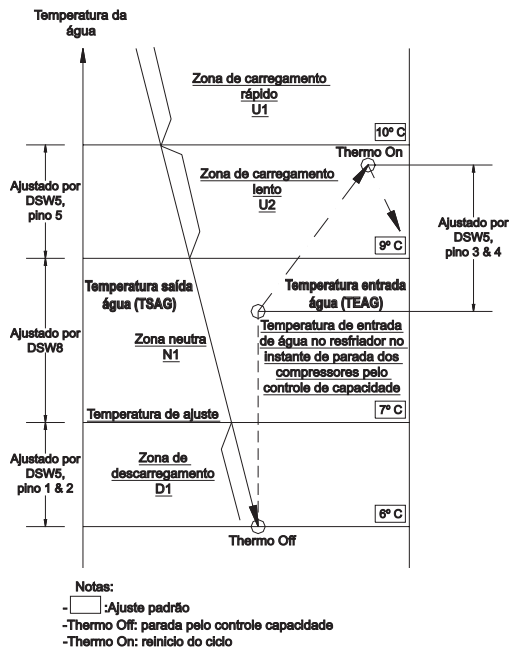 Temperatura da
água
Zona de carregamento
rápido
U1
10º C
Thermo On
Ajustado por
DSW5,
pino 5
Zona de carregamento
lento
U2
Ajustado por
DSW5,
pino 3 & 4
9º C
Temperatura saída
água (TSAG)
Temperatura entrada
água (TEAG)
Ajustado por
DSW8
Zona neutra
N1
Temperatura de entrada
de água no resfriador no
instante de parada dos
compressores pelo
controle de capacidade
Temperatura de ajuste
7º C
Ajustado por
DSW5,
pino 1 & 2
Zona de
descarregamento
D1
6º C
Thermo Off
Notas:
- :Ajuste padrão
-Thermo Off: parada pelo controle capacidade
-Thermo On: reinicio do ciclo